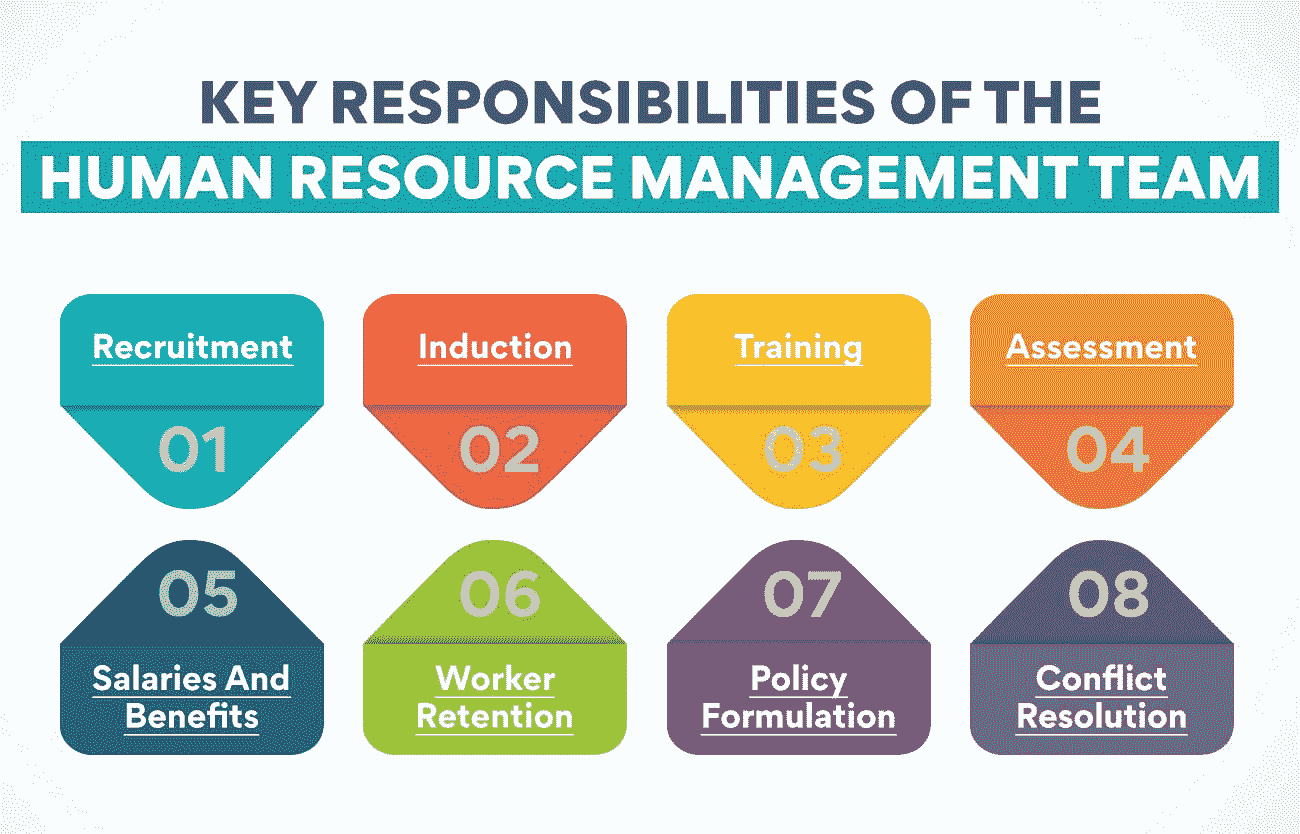 KEY RESPONSIBILITIES OF THE
HUMAN RESOURCE MANAGEMENT TEAM
Recruitment
01
Induction
02
Training
03
Assessment
04
05
Salaries And
Benefits
06
Worker
Retention
07
Policy
Formulation
08
Conflict
Resolution